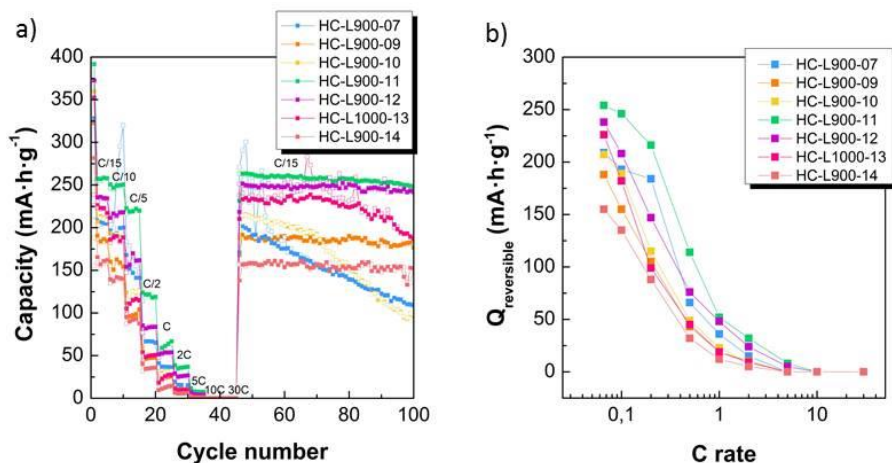 a)
HC-L900-07
HC-L900-09
HC-L900-10
HC-L900-11
HC-L900-12
HC-L1000-13
HC-L900-14
400
350
300
250
200
150
100
50
0
Capacity (mA·h·g⁻¹)
C/15
C/10
C/5
C/2
C
2C
5C
10C 30C
C/15
0 20 40 60 80 100
Cycle number
b)
HC-L900-07
HC-L900-09
HC-L900-10
HC-L900-11
HC-L900-12
HC-L1000-13
HC-L900-14
300
250
200
150
100
50
0
Qreversible (mA·h·g⁻¹)
0,1 1 10
C rate